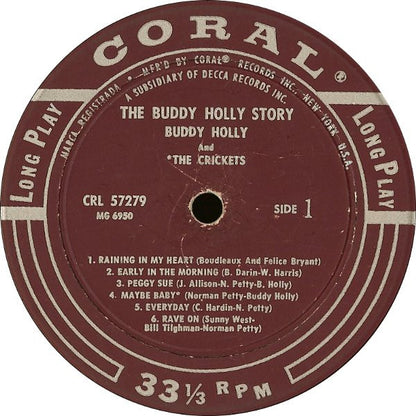 CORAL®
MFR'D BY CORAL® RECORDS INC., NEW YORK, U.S.A.
MARCA REGISTRADA
A SUBSIDIARY OF DECCA RECORDS INC.
THE BUDDY HOLLY STORY
BUDDY HOLLY
And
*THE CRICKETS
LONG PLAY
LONG PLAY
CRL 57279
MG 6950
SIDE 1
1. RAINING IN MY HEART (Boudleaux And Felice Bryant)
2. EARLY IN THE MORNING (B. Darin-W. Harris)
3. PEGGY SUE (J. Allison-N. Petty-B. Holly)
4. MAYBE BABY* (Norman Petty-Buddy Holly)
5. EVERYDAY (C. Hardin-N. Petty)
6. RAVE ON (Sunny West-
Bill Tilghman-Norman Petty)
33 1/3 RPM